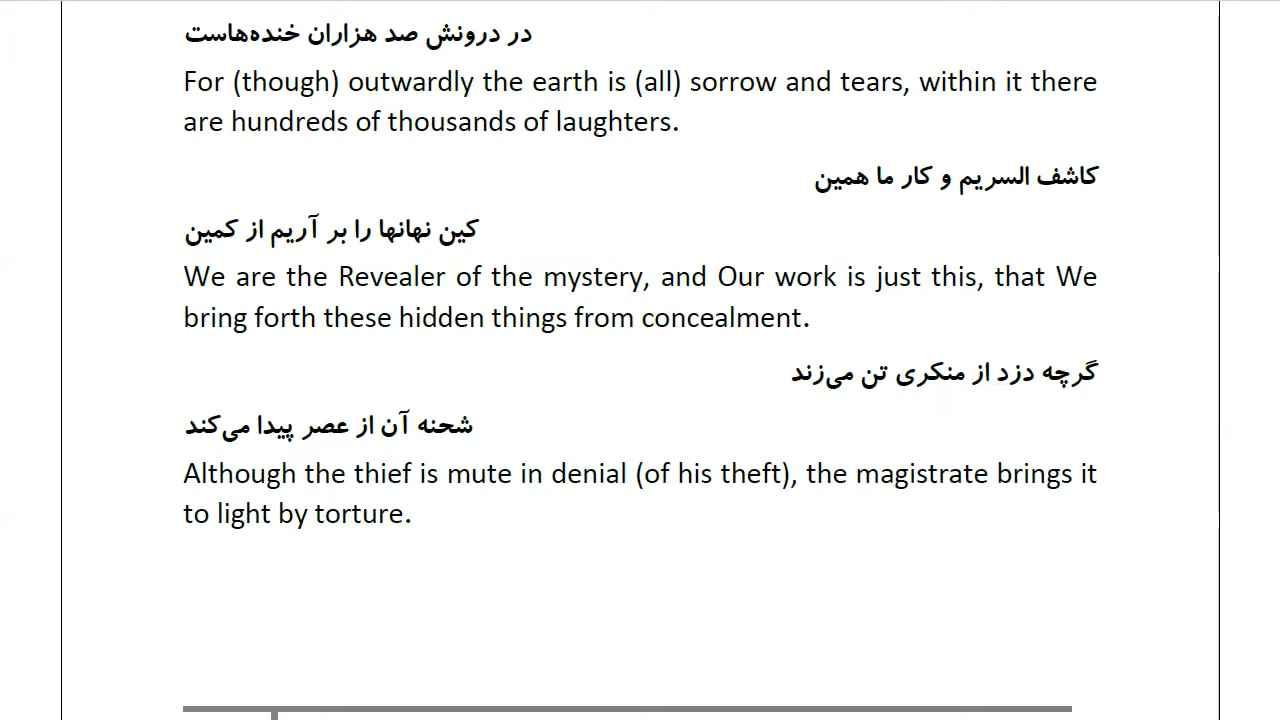 در درونش صد هزاران خنده‌هاست
For (though) outwardly the earth is (all) sorrow and tears, within it there
are hundreds of thousands of laughters.
کاشف السریم و کار ما همین
کین نهانها را بر آریم از کمین
We are the Revealer of the mystery, and Our work is just this, that We
bring forth these hidden things from concealment.
گرچه دزد از منکری تن می‌زند
شحنه آن از عصر پیدا می‌کند
Although the thief is mute in denial (of his theft), the magistrate brings it
to light by torture.